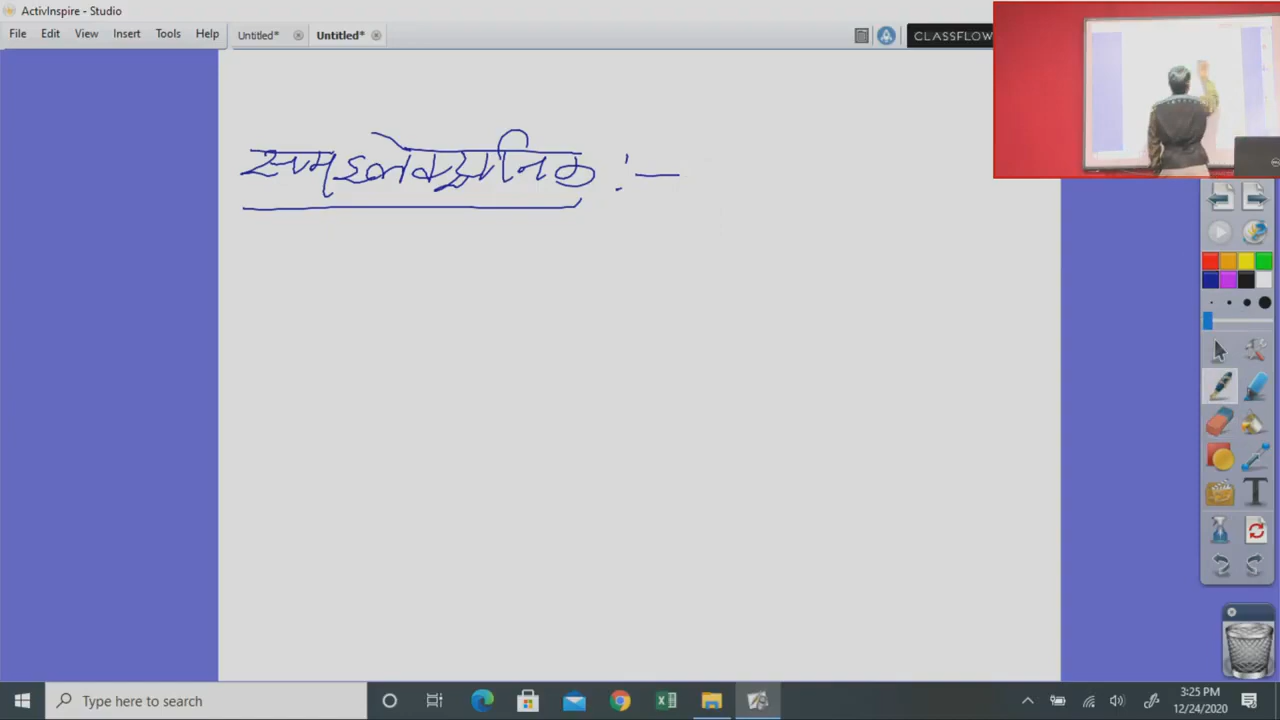 ActivInspire - Studio
File Edit View Insert Tools Help Untitled* Untitled* CLASSFLOW
:-
Type here to search
3:25 PM
12/24/2020